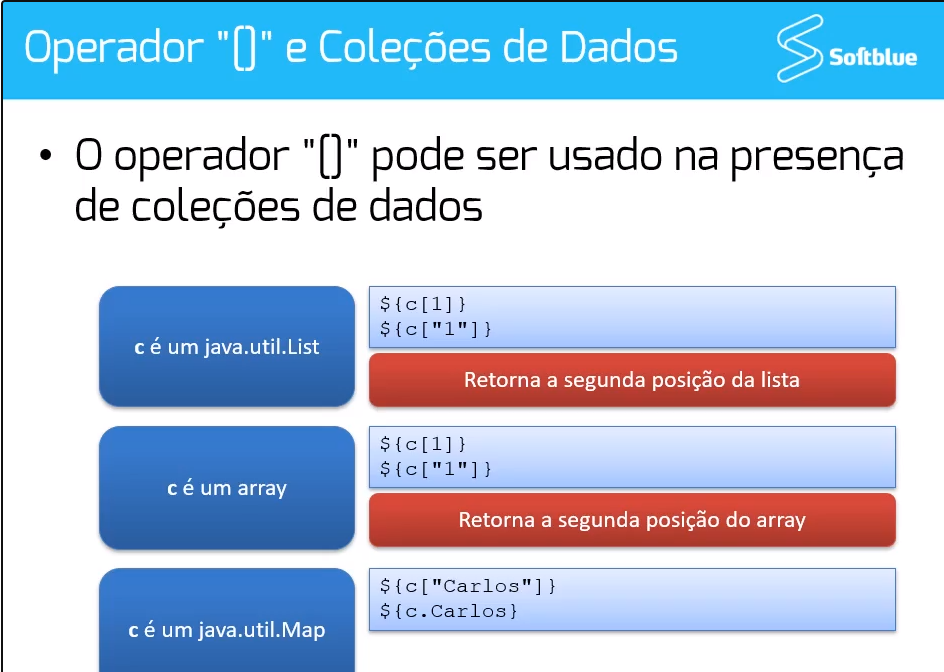 Operador "[]" e Coleções de Dados
Softblue
• O operador "[]" pode ser usado na presença
de coleções de dados
c é um java.util.List
${c[1]}
${c["1"]}
Retorna a segunda posição da lista
c é um array
${c[1]}
${c["1"]}
Retorna a segunda posição do array
c é um java.util.Map
${c["Carlos"]}
${c.Carlos}